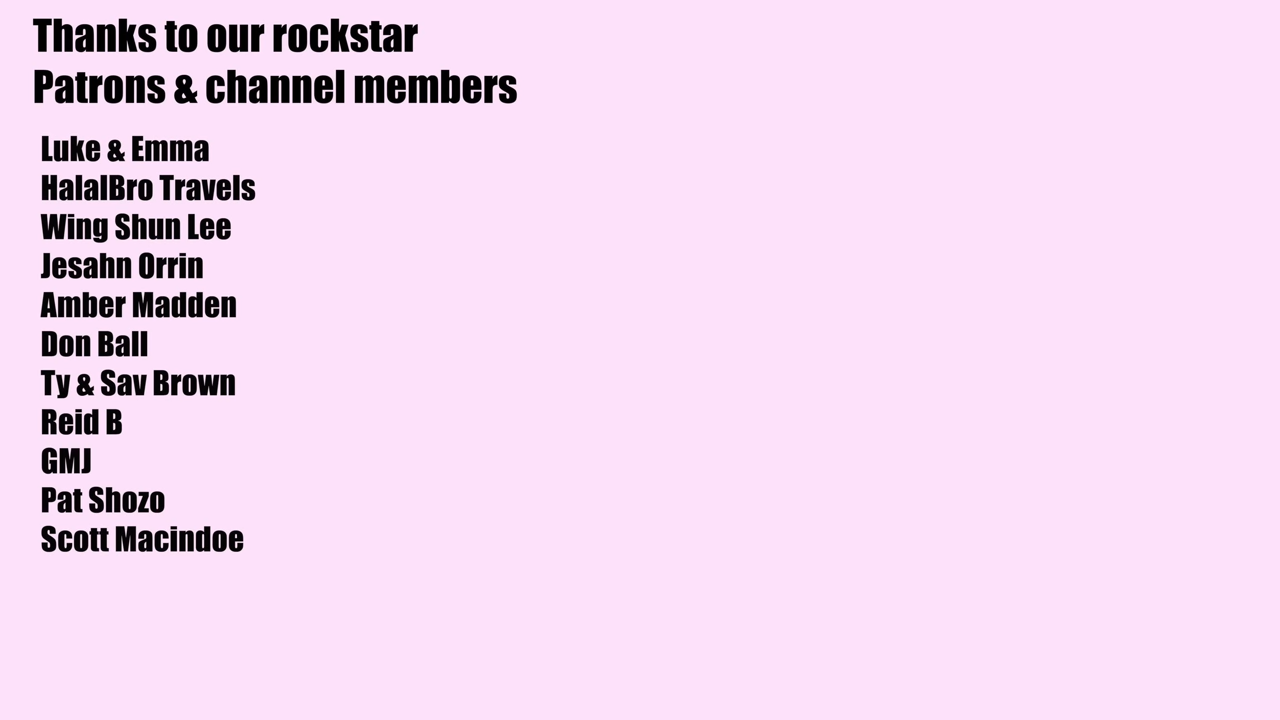 Thanks to our rockstar
Patrons & channel members
Luke & Emma
HalalBro Travels
Wing Shun Lee
Jesahn Orrin
Amber Madden
Don Ball
Ty & Sav Brown
Reid B
GMJ
Pat Shozo
Scott Macindoe